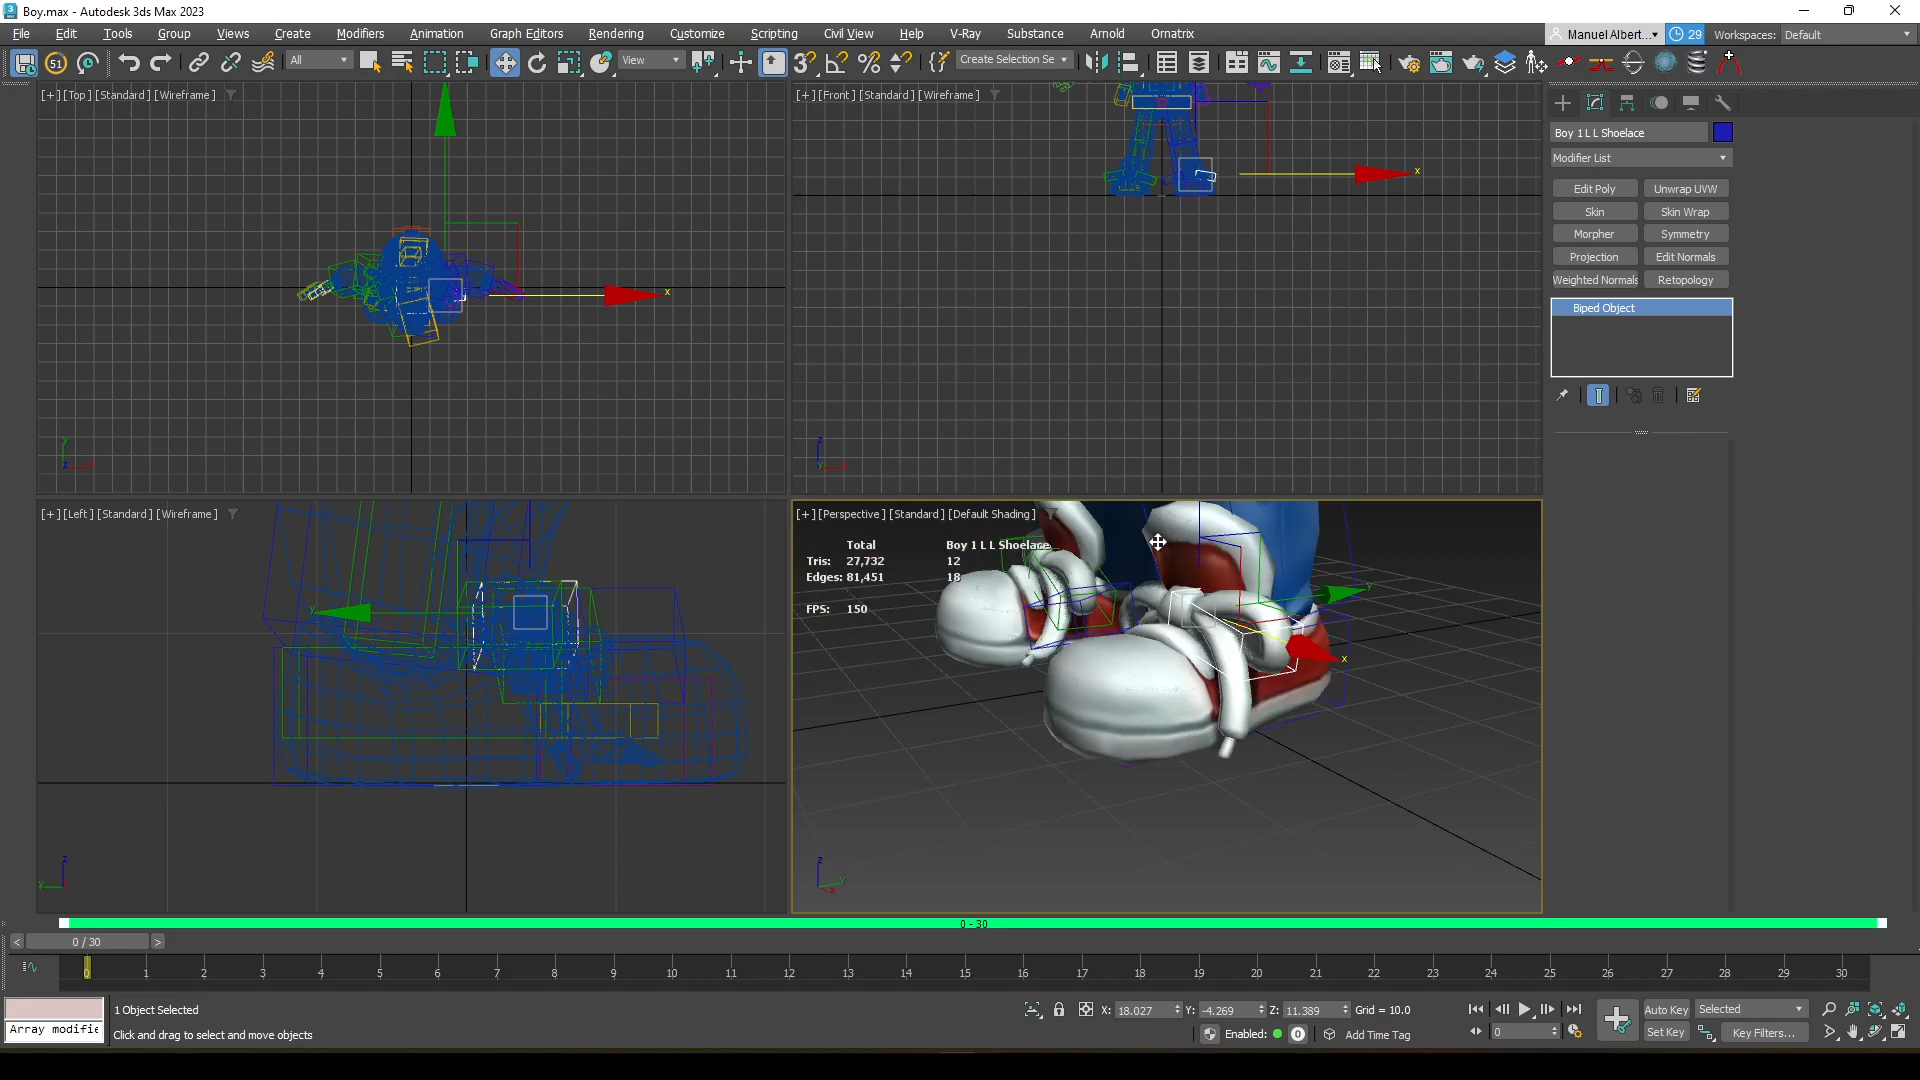 Boy.max - Autodesk 3ds Max 2023
File Edit Tools Group Views Create Modifiers Animation Graph Editors Rendering Customize Scripting Civil View Help V-Ray Substance Arnold Ornatrix
Manuel Albert... 29 Workspaces: Default
51 All View Create Selection Se
[+] [Top] [Standard] [Wireframe]
[+] [Front] [Standard] [Wireframe]
Boy 1 L L Shoelace
Modifier List
Edit Poly Unwrap UVW
Skin Skin Wrap
Morpher Symmetry
Projection Edit Normals
Weighted Normals Retopology
Biped Object
x
x
y
z
x
z
y
[+] [Left] [Standard] [Wireframe]
[+] [Perspective] [Standard] [Default Shading]
Total Boy 1 L L Shoelace
Tris: 27,732 12
Edges: 81,451 18
FPS: 150
y
y
x
z
y
z
y
x
0 - 30
< 0 / 30 >
0 1 2 3 4 5 6 7 8 9 10 11 12 13 14 15 16 17 18 19 20 21 22 23 24 25 26 27 28 29 30
1 Object Selected
X: 18.027 Y: -4.269 Z: 11.389 Grid = 10.0
Auto Key Selected
Array modifie
Click and drag to select and move objects
Enabled: 0 Add Time Tag
0
Set Key Key Filters...